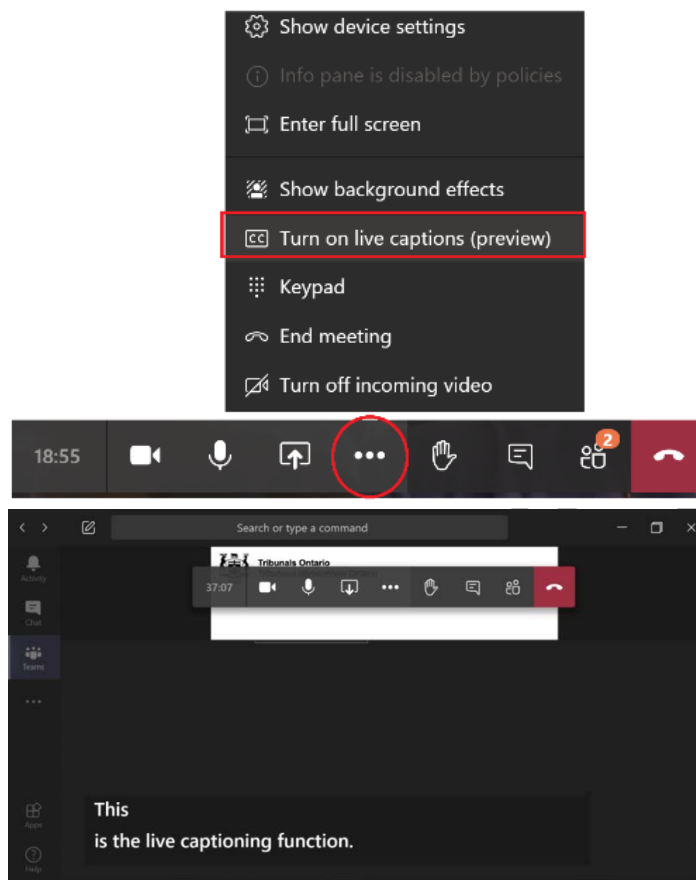 Show device settings
Info pane is disabled by policies
Enter full screen
Show background effects
CC Turn on live captions (preview)
Keypad
End meeting
Turn off incoming video
18:55
2
Search or type a command
Tribunals Ontario
37:07
Activity
Chat
Teams
Apps
Help
This
is the live captioning function.